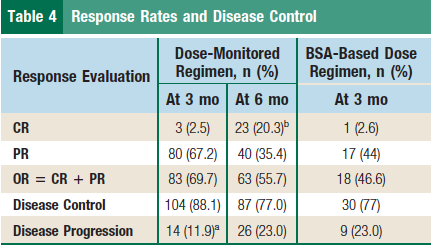 Table 4 Response Rates and Disease Control
Response Evaluation Dose-Monitored Regimen, n (%) BSA-Based Dose Regimen, n (%)
At 3 mo At 6 mo At 3 mo
CR 3 (2.5) 23 (20.3)b 1 (2.6)
PR 80 (67.2) 40 (35.4) 17 (44)
OR = CR + PR 83 (69.7) 63 (55.7) 18 (46.6)
Disease Control 104 (88.1) 87 (77.0) 30 (77)
Disease Progression 14 (11.9)a 26 (23.0) 9 (23.0)